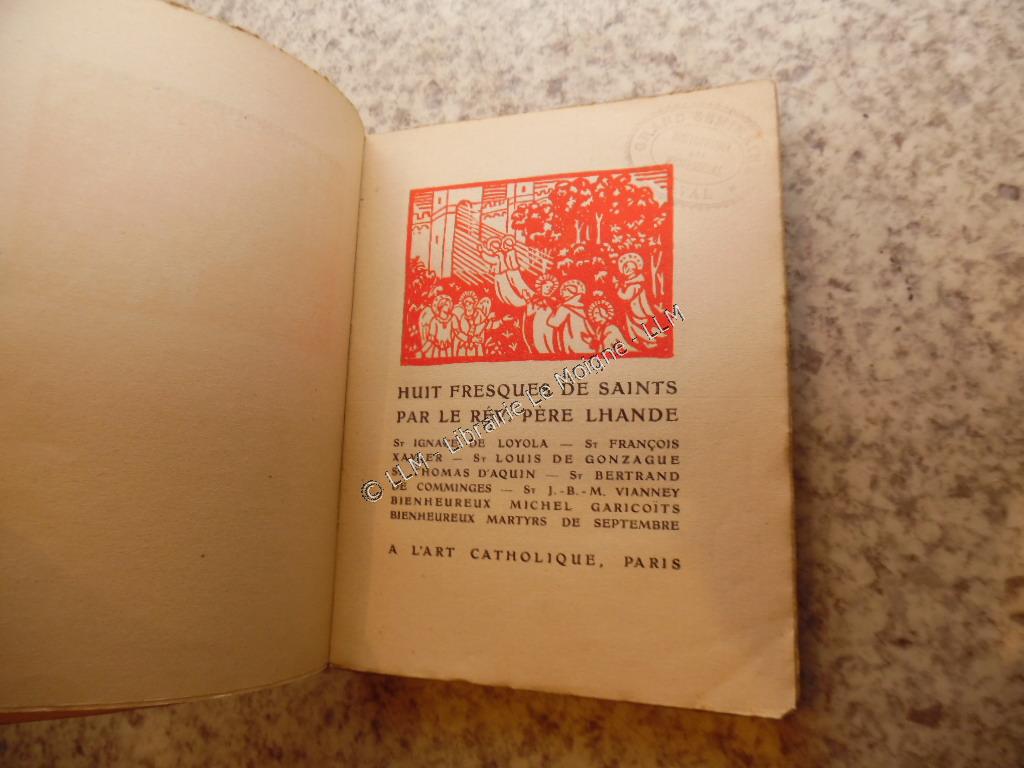 HUIT FRESQUES DE SAINTS
PAR LE RÉV. PÈRE LHANDE
ST IGNACE DE LOYOLA — ST FRANÇOIS
XAVIER — ST LOUIS DE GONZAGUE
ST THOMAS D'AQUIN — ST BERTRAND
DE COMMINGES — ST J.-B.-M. VIANNEY
BIENHEUREUX MICHEL GARICOÏTS
BIENHEUREUX MARTYRS DE SEPTEMBRE
A L'ART CATHOLIQUE, PARIS
© LLM - Librairie Le Moigne - LLM
GRAND SÉMINAIRE